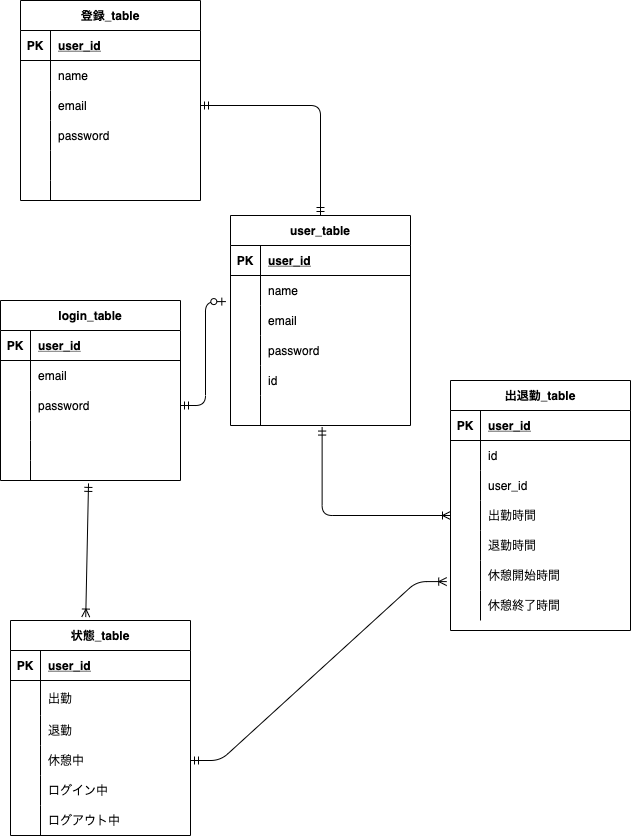 登録_table
PK user_id
name
email
password
user_table
PK user_id
name
email
password
id
login_table
PK user_id
email
password
出退勤_table
PK user_id
id
user_id
出勤時間
退勤時間
休憩開始時間
休憩終了時間
状態_table
PK user_id
出勤
退勤
休憩中
ログイン中
ログアウト中